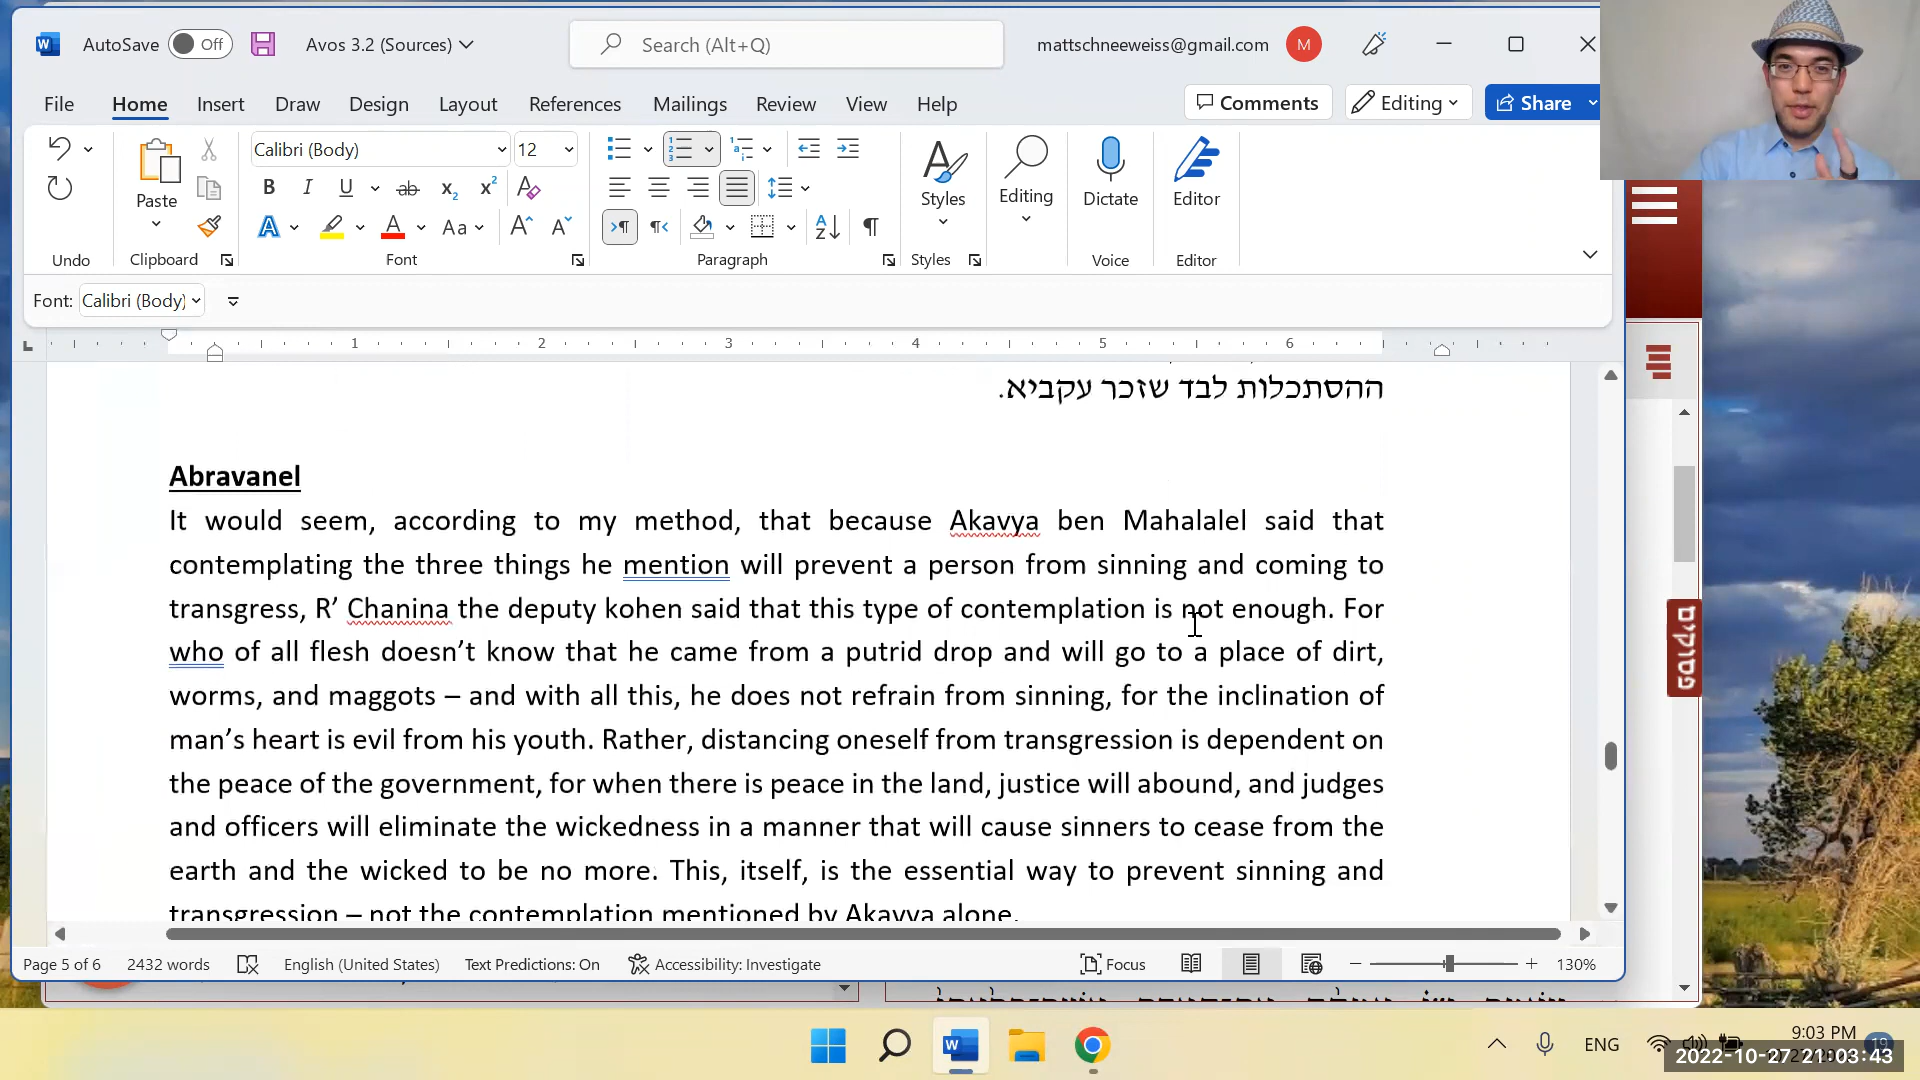 AutoSave Off Avos 3.2 (Sources) Search (Alt+Q) mattschneeweiss@gmail.com M
File Home Insert Draw Design Layout References Mailings Review View Help Comments Editing Share
Calibri (Body) 12
Paste Styles Editing Dictate Editor
B I U ab x₂ x² A
A A Aa A A
Undo Clipboard Font Paragraph Styles Voice Editor
Font: Calibri (Body)
1 2 3 4 5 6
ההסתכלות לבד שזכר עקביא.
Abravanel
It would seem, according to my method, that because Akavya ben Mahalalel said that
contemplating the three things he mention will prevent a person from sinning and coming to
transgress, R’ Chanina the deputy kohen said that this type of contemplation is not enough. For
who of all flesh doesn’t know that he came from a putrid drop and will go to a place of dirt,
worms, and maggots – and with all this, he does not refrain from sinning, for the inclination of
man’s heart is evil from his youth. Rather, distancing oneself from transgression is dependent on
the peace of the government, for when there is peace in the land, justice will abound, and judges
and officers will eliminate the wickedness in a manner that will cause sinners to cease from the
earth and the wicked to be no more. This, itself, is the essential way to prevent sinning and
transgression – not the contemplation mentioned by Akavya alone.
Page 5 of 6 2432 words English (United States) Text Predictions: On Accessibility: Investigate Focus 130%
ENG 9:03 PM 19
2022-10-27 21:03:43